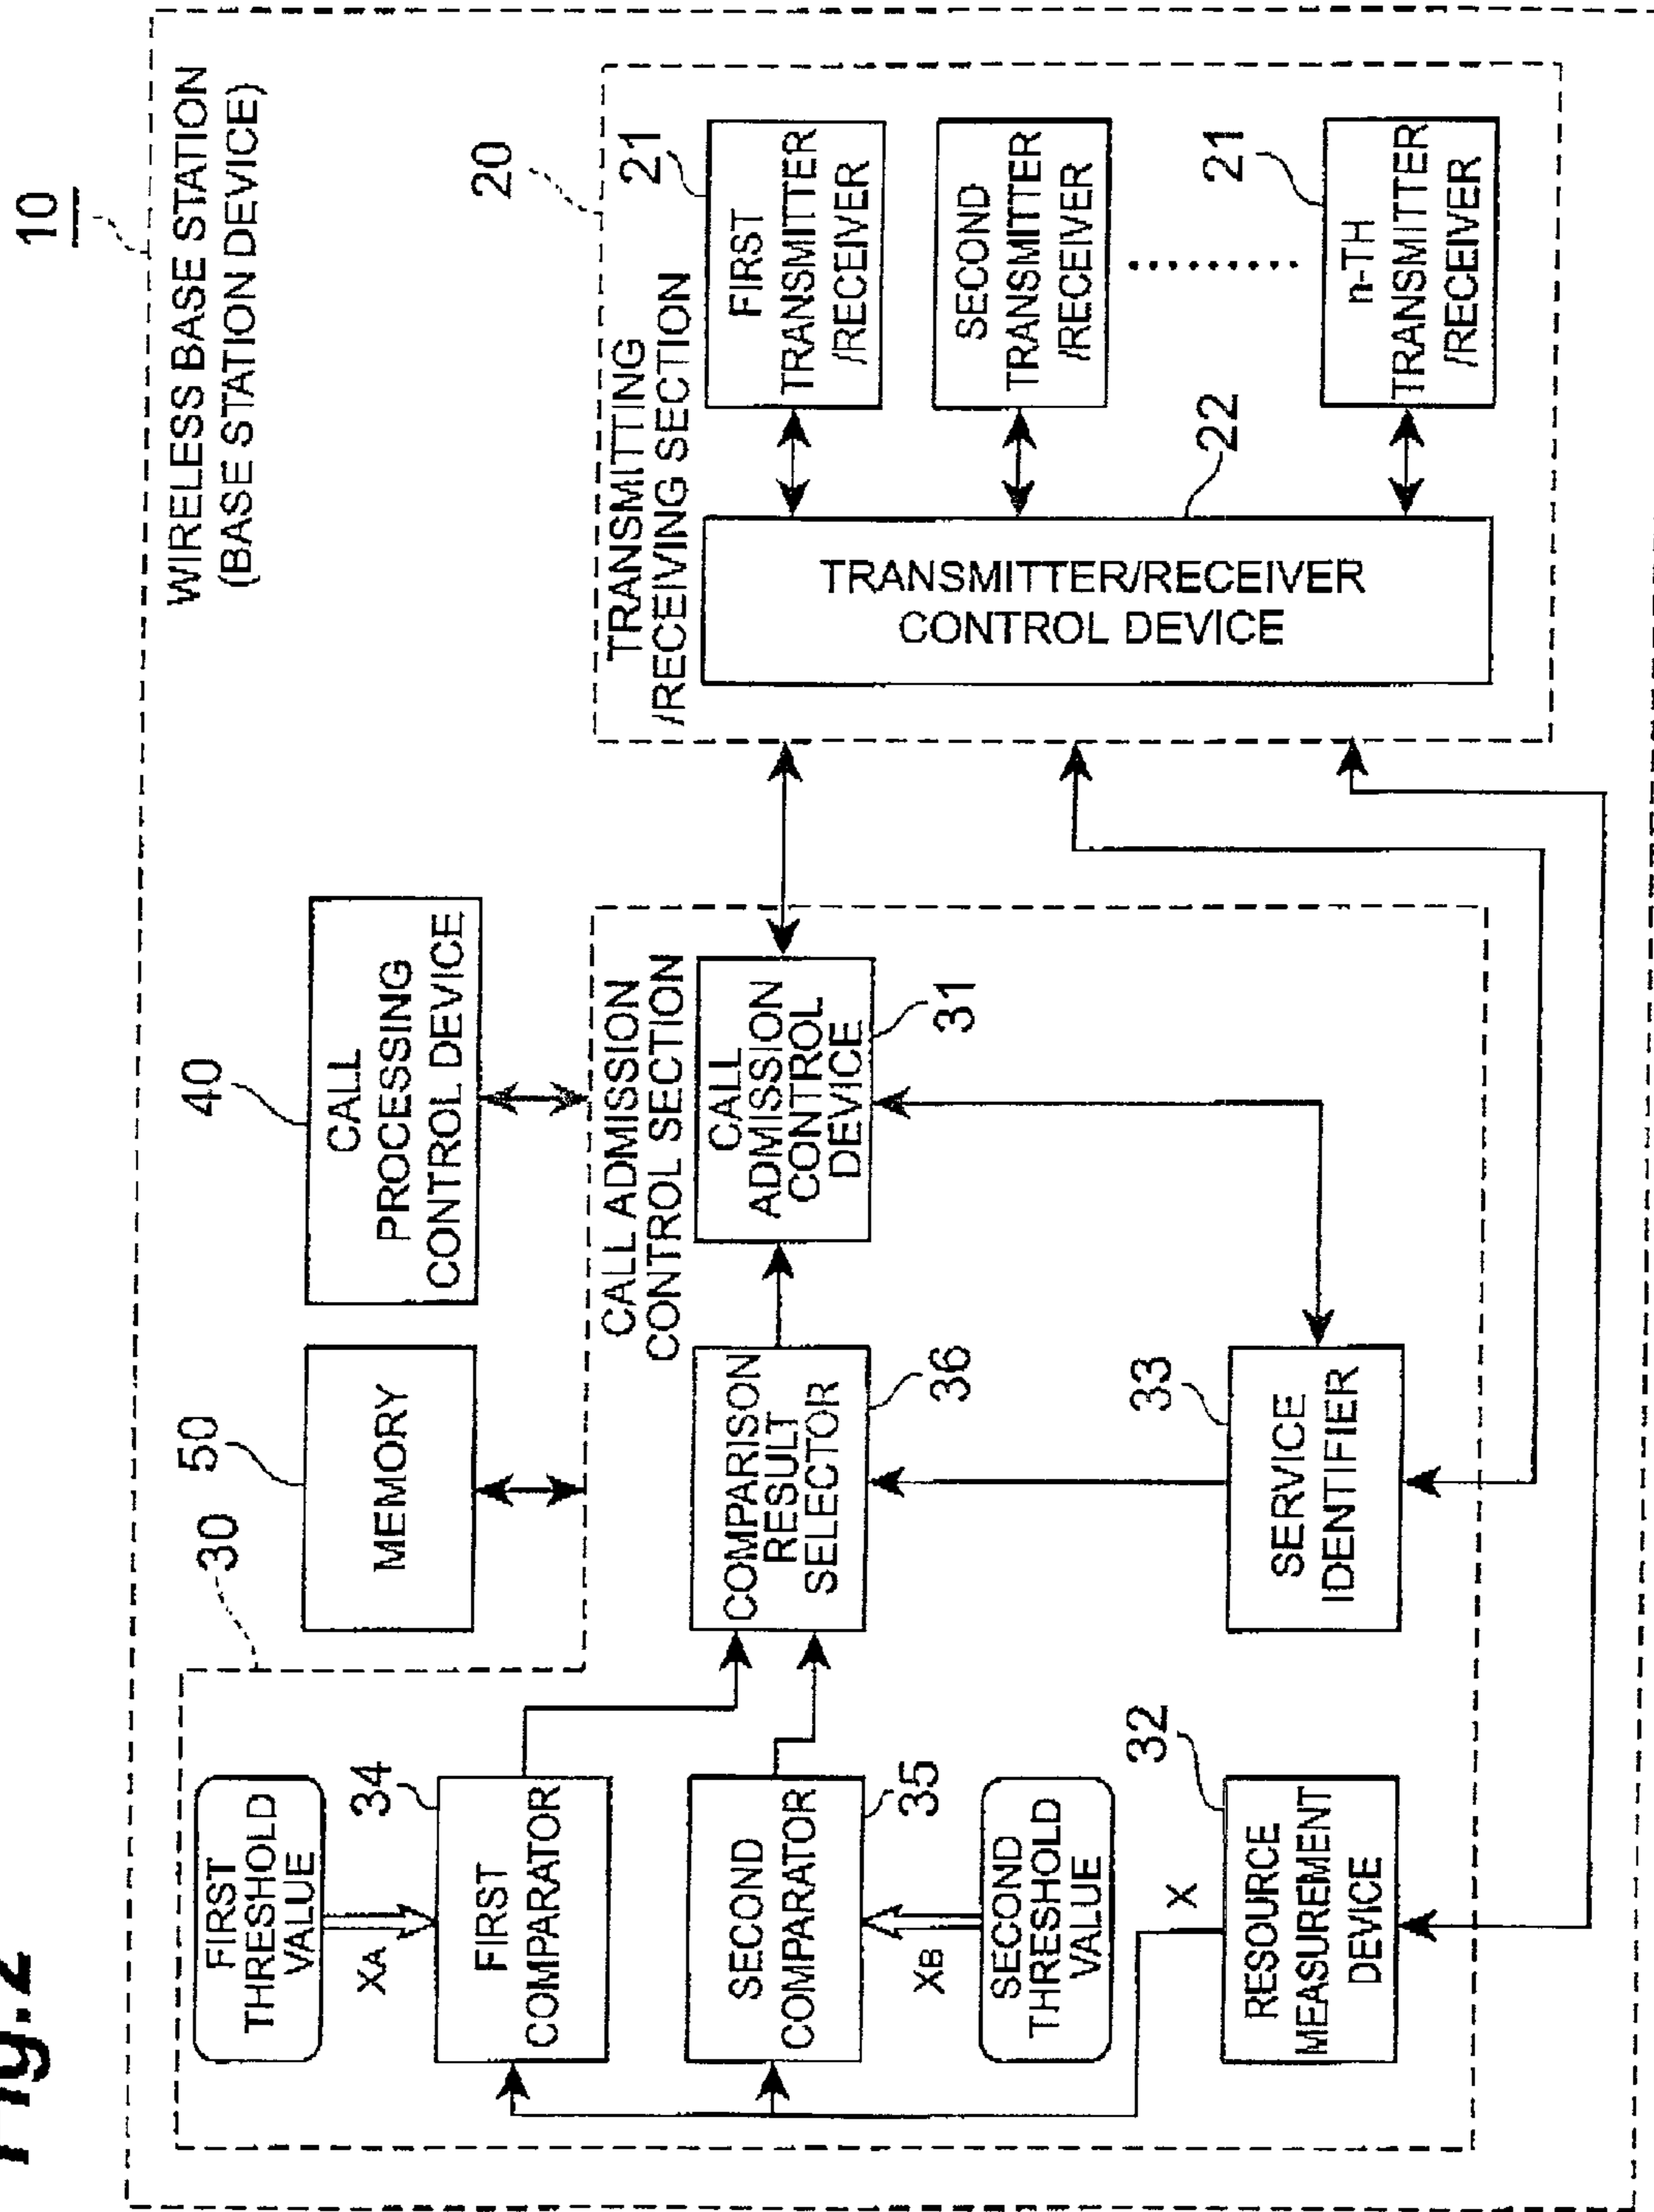 Fig.2
10
WIRELESS BASE STATION
(BASE STATION DEVICE)
30
50
MEMORY
40
CALL
PROCESSING
CONTROL DEVICE
20
TRANSMITTING
/RECEIVING SECTION
21
FIRST
TRANSMITTER
/RECEIVER
SECOND
TRANSMITTER
/RECEIVER
21
n-TH
TRANSMITTER
/RECEIVER
22
TRANSMITTER/RECEIVER
CONTROL DEVICE
CALL ADMISSION
CONTROL SECTION
FIRST
THRESHOLD
VALUE
XA
34
FIRST
COMPARATOR
SECOND
COMPARATOR
35
XB
SECOND
THRESHOLD
VALUE
X
32
RESOURCE
MEASUREMENT
DEVICE
COMPARISON
RESULT
SELECTOR
36
CALL
ADMISSION
CONTROL
DEVICE
31
33
SERVICE
IDENTIFIER